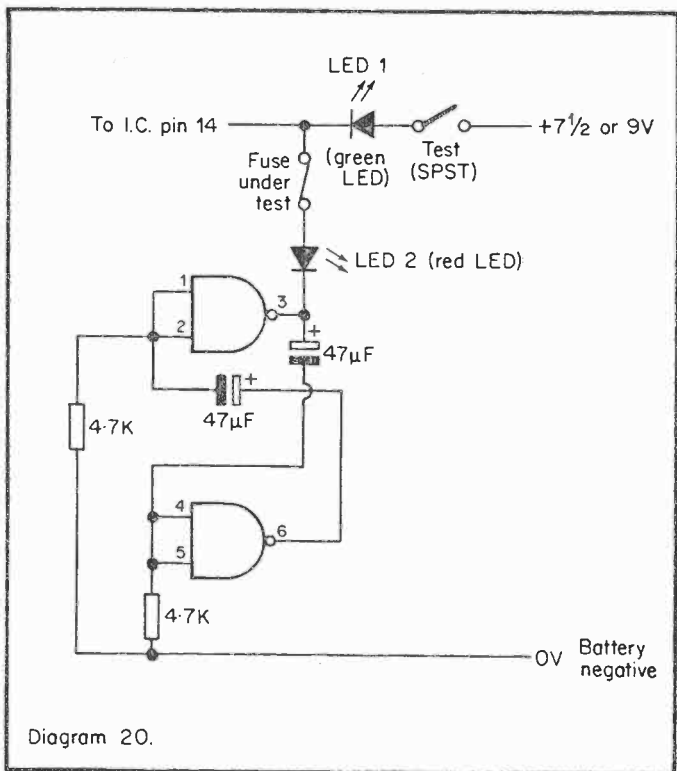 LED 1
To I.C. pin 14
+7½ or 9V
Fuse
under
test
(green
LED)
Test
(SPST)
LED 2 (red LED)
1
2
3
+
47µF
+
47µF
4·7K
4
5
6
4·7K
0V
Battery
negative
Diagram 20.